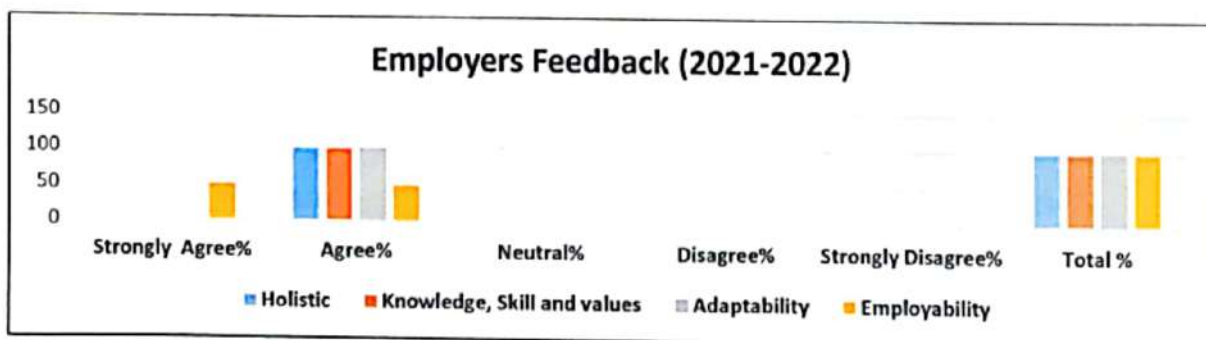 Employers Feedback (2021-2022)
150
100
50
0
Strongly Agree% Agree% Neutral% Disagree% Strongly Disagree% Total %
Holistic Knowledge, Skill and values Adaptability Employability